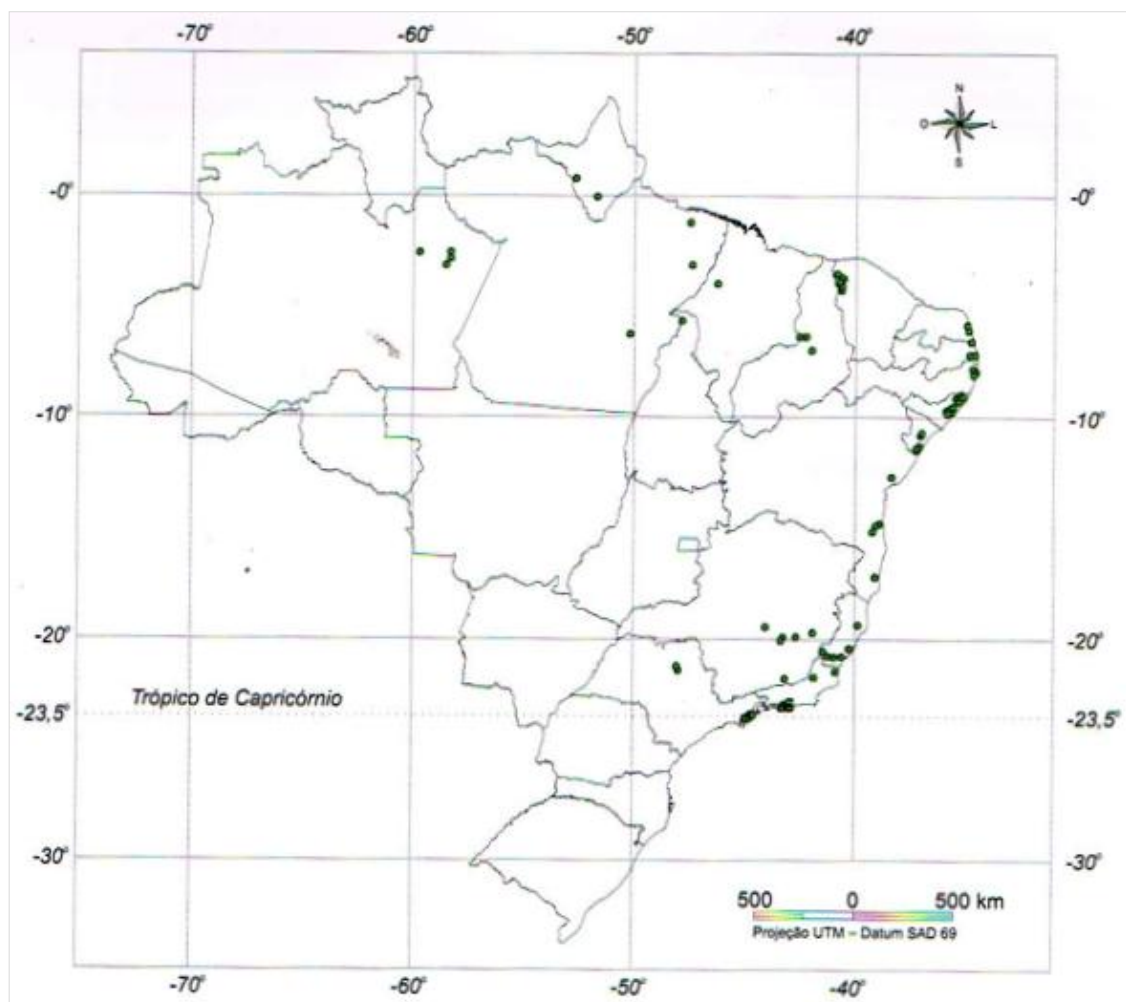 -70° -60° -50° -40°
N
O L
S
-0° -0°
-10° -10°
-20° -20°
Trópico de Capricórnio
-23,5° -23,5°
-30° -30°
500 0 500 km
Projeção UTM – Datum SAD 69
-70° -60° -50° -40°